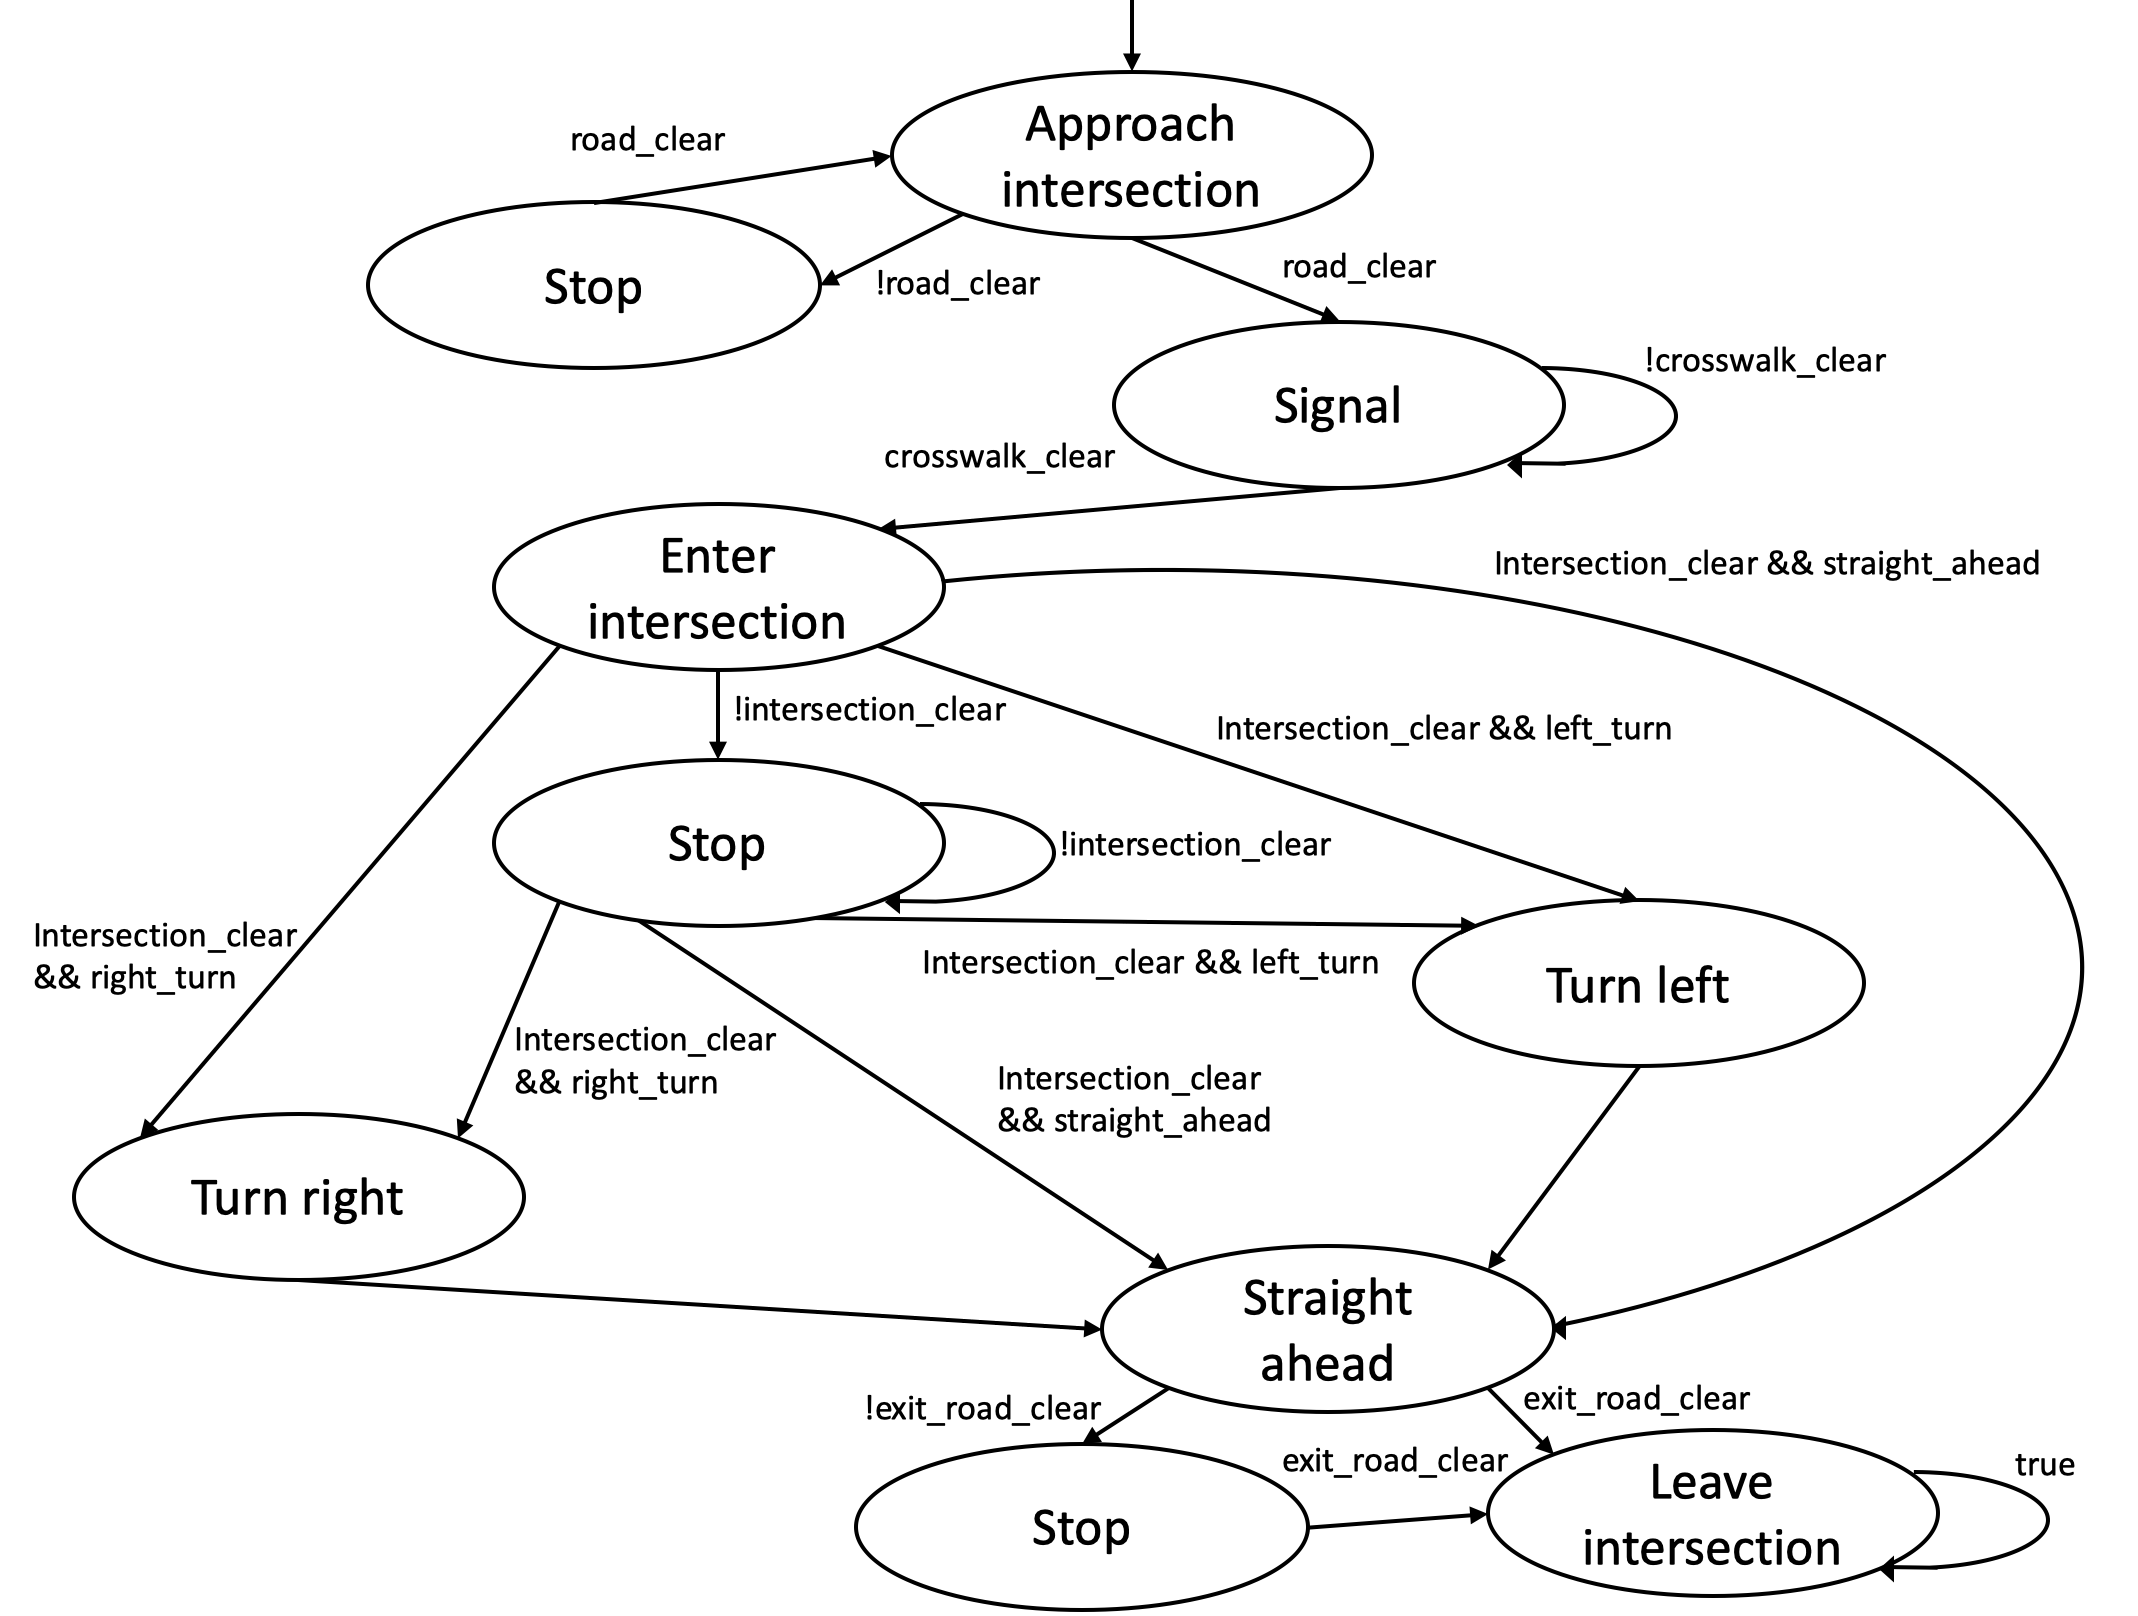 Approach
intersection
road_clear
Stop
!road_clear
road_clear
Signal
!crosswalk_clear
crosswalk_clear
Enter
intersection
Intersection_clear && straight_ahead
!intersection_clear
Intersection_clear && left_turn
Stop
!intersection_clear
Intersection_clear
&& right_turn
Intersection_clear && left_turn
Turn left
Intersection_clear
&& right_turn
Intersection_clear
&& straight_ahead
Turn right
Straight
ahead
!exit_road_clear
exit_road_clear
exit_road_clear
Stop
Leave
intersection
true